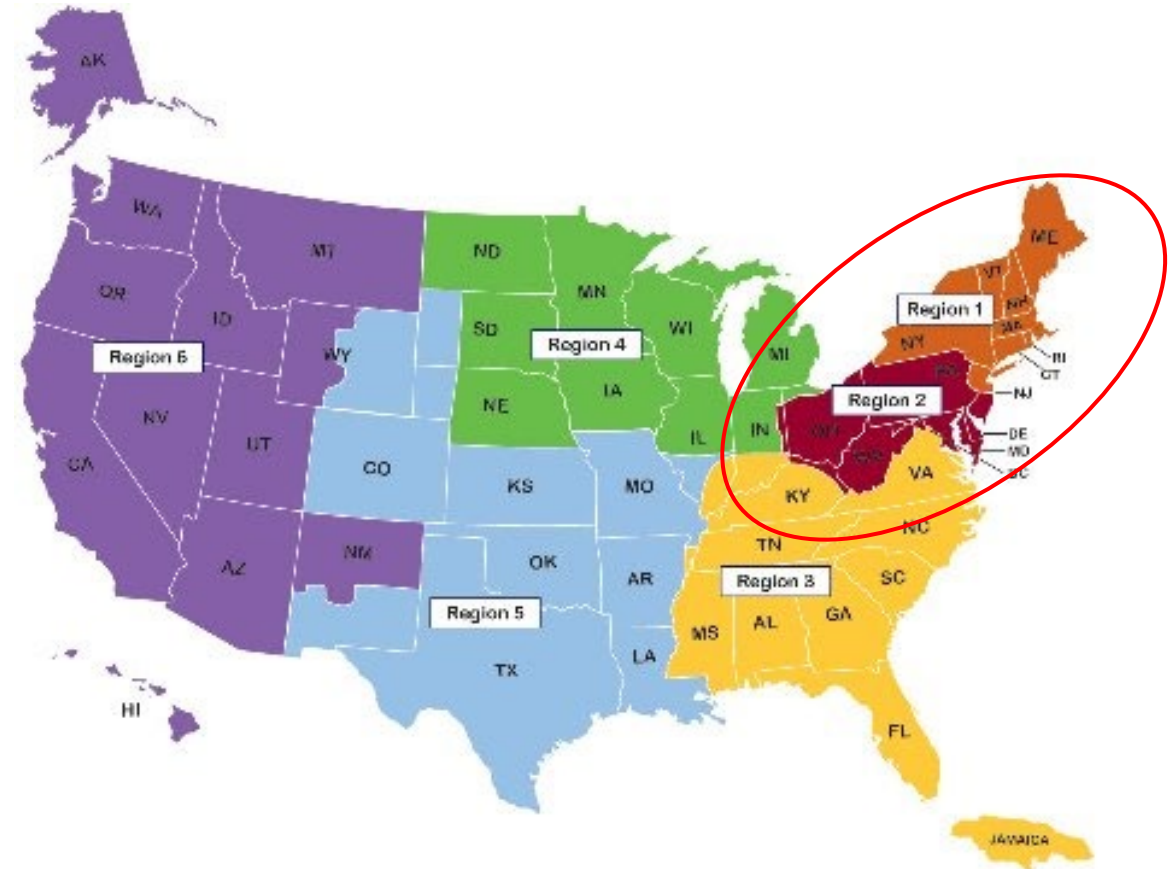 AK
WA
MT
OR
ID
WY
Region 6
NV
UT
CA
AZ
NM
HI
ND
MN
SD
WI
Region 4
MI
NE
IA
IL
IN
CO
KS
MO
OK
AR
Region 5
TX
LA
ME
VT
NH
Region 1
MA
NY
RI
CT
PA
NJ
Region 2
OH
DE
MD
WV
DC
VA
KY
NC
TN
SC
Region 3
MS
AL
GA
FL
JAMAICA